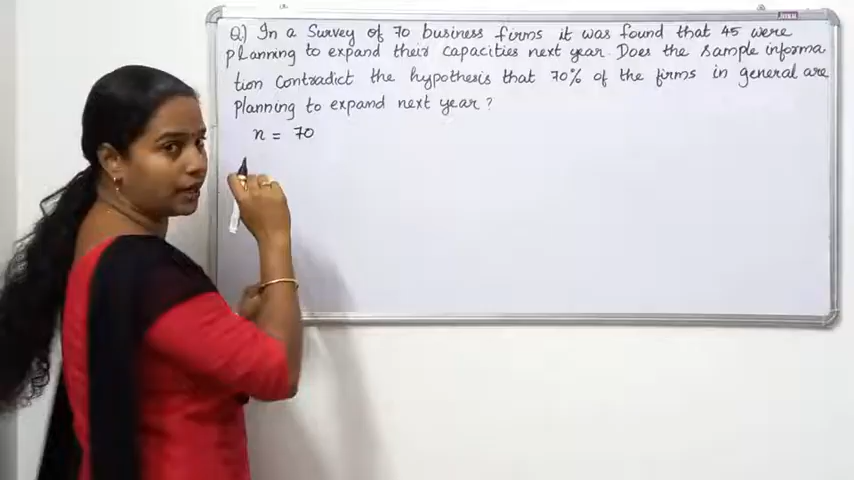 Q.) In a Survey of 70 business firms it was found that 45 were
planning to expand their capacities next year. Does the sample informa
tion contradict the hypothesis that 70% of the firms in general are
planning to expand next year?
n = 70